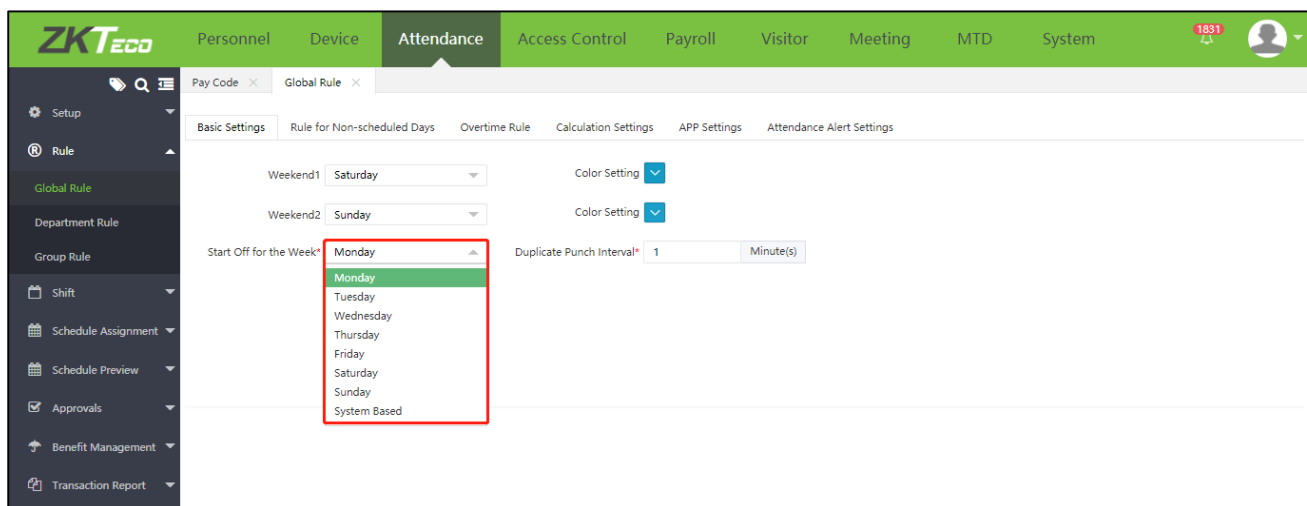 ZKTeco Personnel Device Attendance Access Control Payroll Visitor Meeting MTD System 1831
Pay Code × Global Rule ×
Setup
Basic Settings Rule for Non-scheduled Days Overtime Rule Calculation Settings APP Settings Attendance Alert Settings
® Rule
Weekend1 Saturday Color Setting
Global Rule
Weekend2 Sunday Color Setting
Department Rule
Start Off for the Week* Monday Duplicate Punch Interval* 1 Minute(s)
Group Rule
Monday
Shift
Tuesday
Wednesday
Schedule Assignment
Thursday
Friday
Schedule Preview
Saturday
Sunday
Approvals
System Based
Benefit Management
Transaction Report